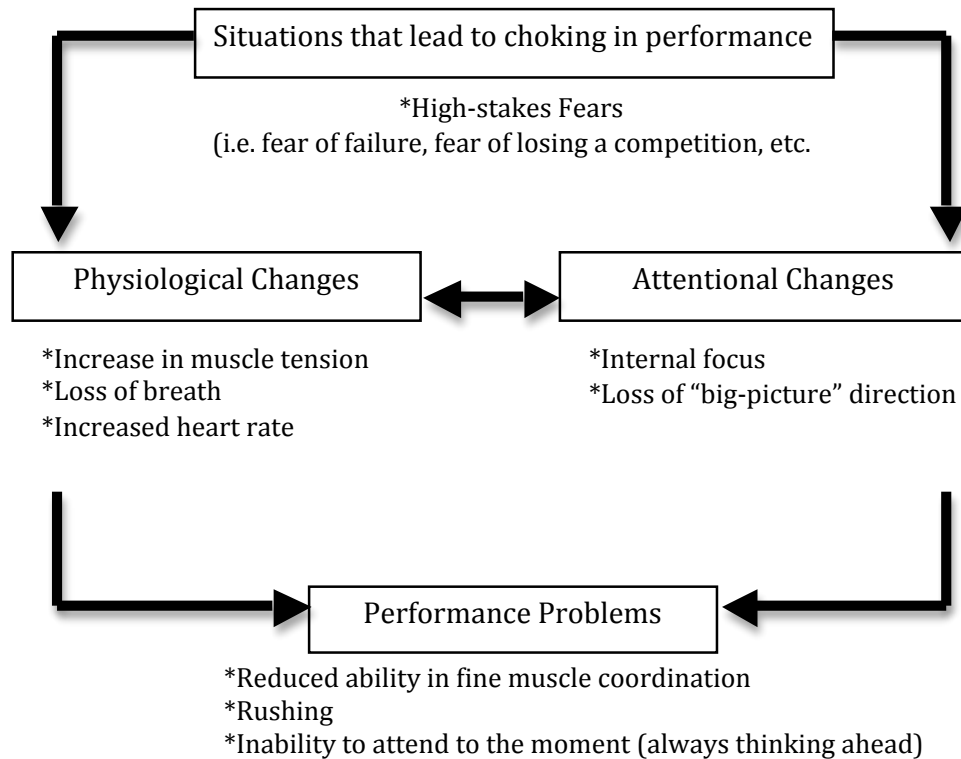 Situations that lead to choking in performance
*High-stakes Fears
(i.e. fear of failure, fear of losing a competition, etc.
Physiological Changes
*Increase in muscle tension
*Loss of breath
*Increased heart rate
Attentional Changes
*Internal focus
*Loss of “big-picture” direction
Performance Problems
*Reduced ability in fine muscle coordination
*Rushing
*Inability to attend to the moment (always thinking ahead)